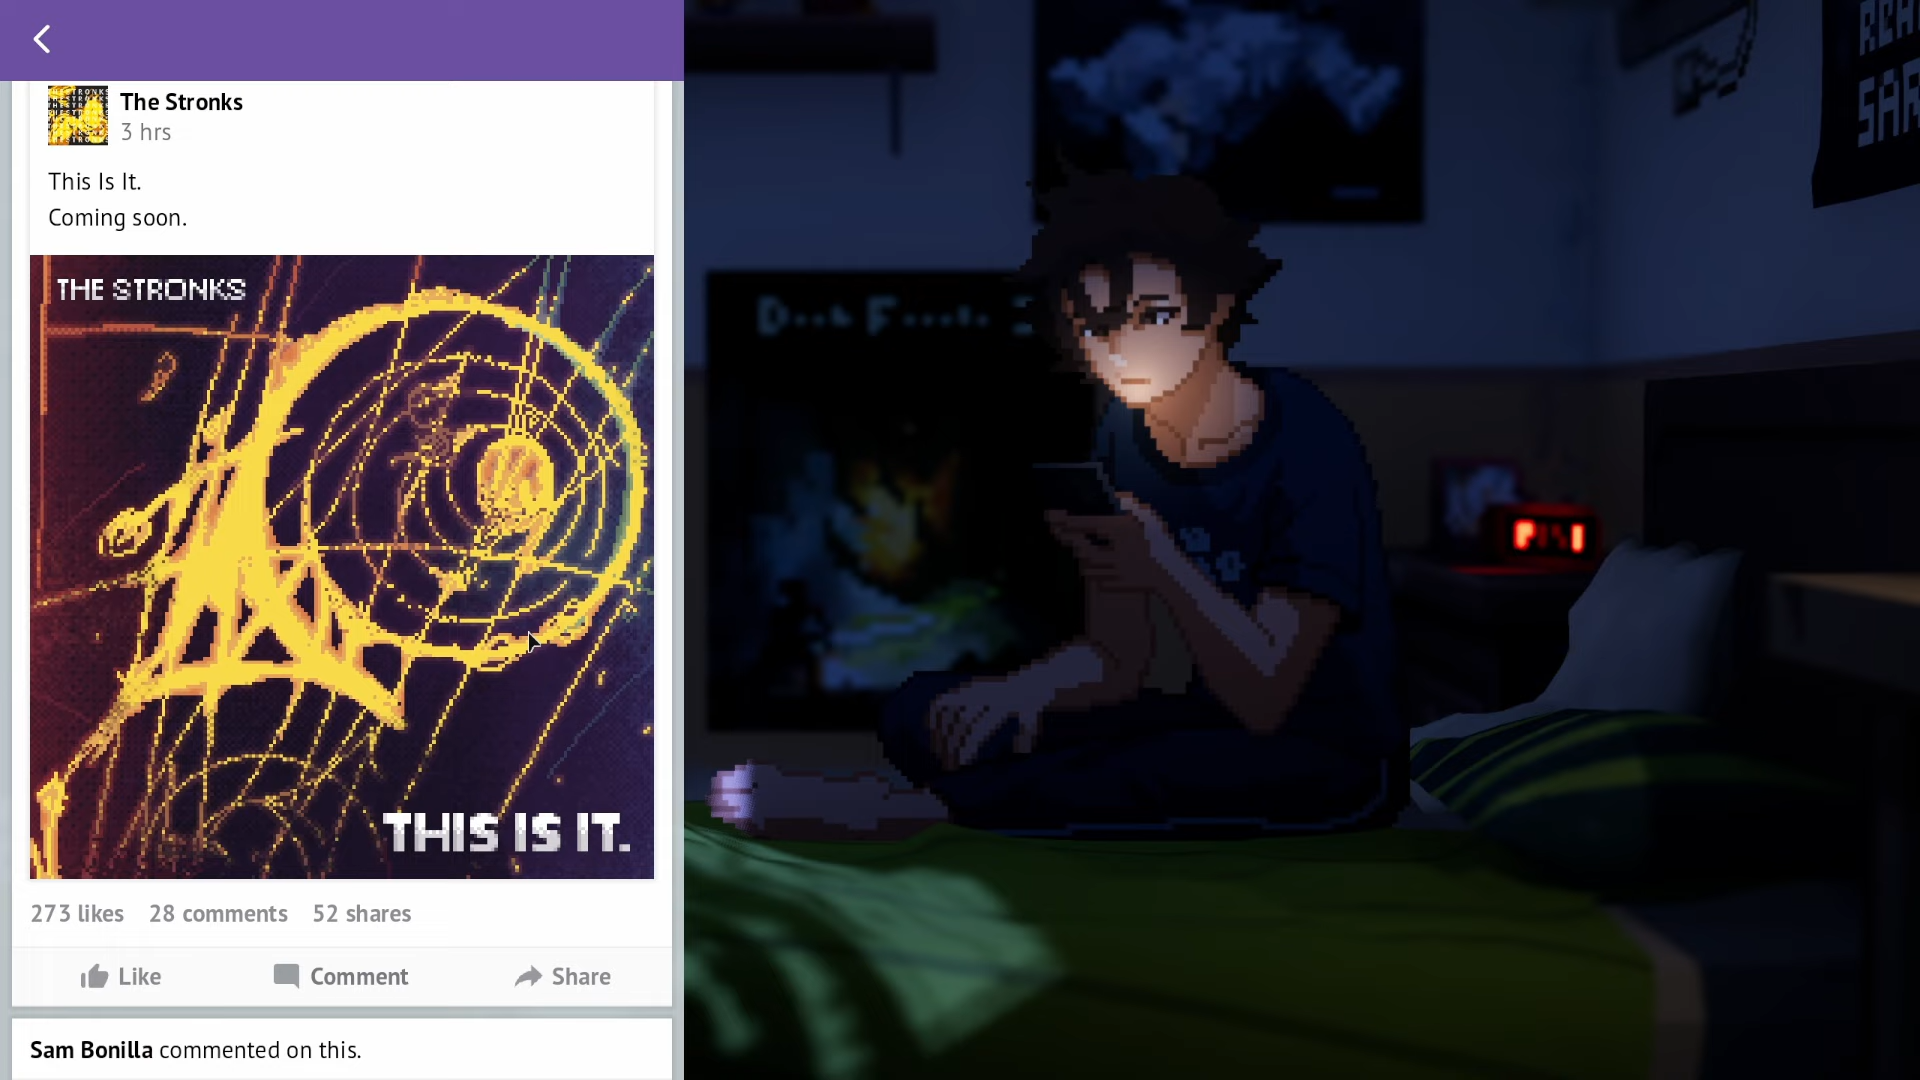 The Stronks
3 hrs
This Is It.
Coming soon.
THE STRONKS
THIS IS IT.
273 likes 28 comments 52 shares
Like Comment Share
Sam Bonilla commented on this.